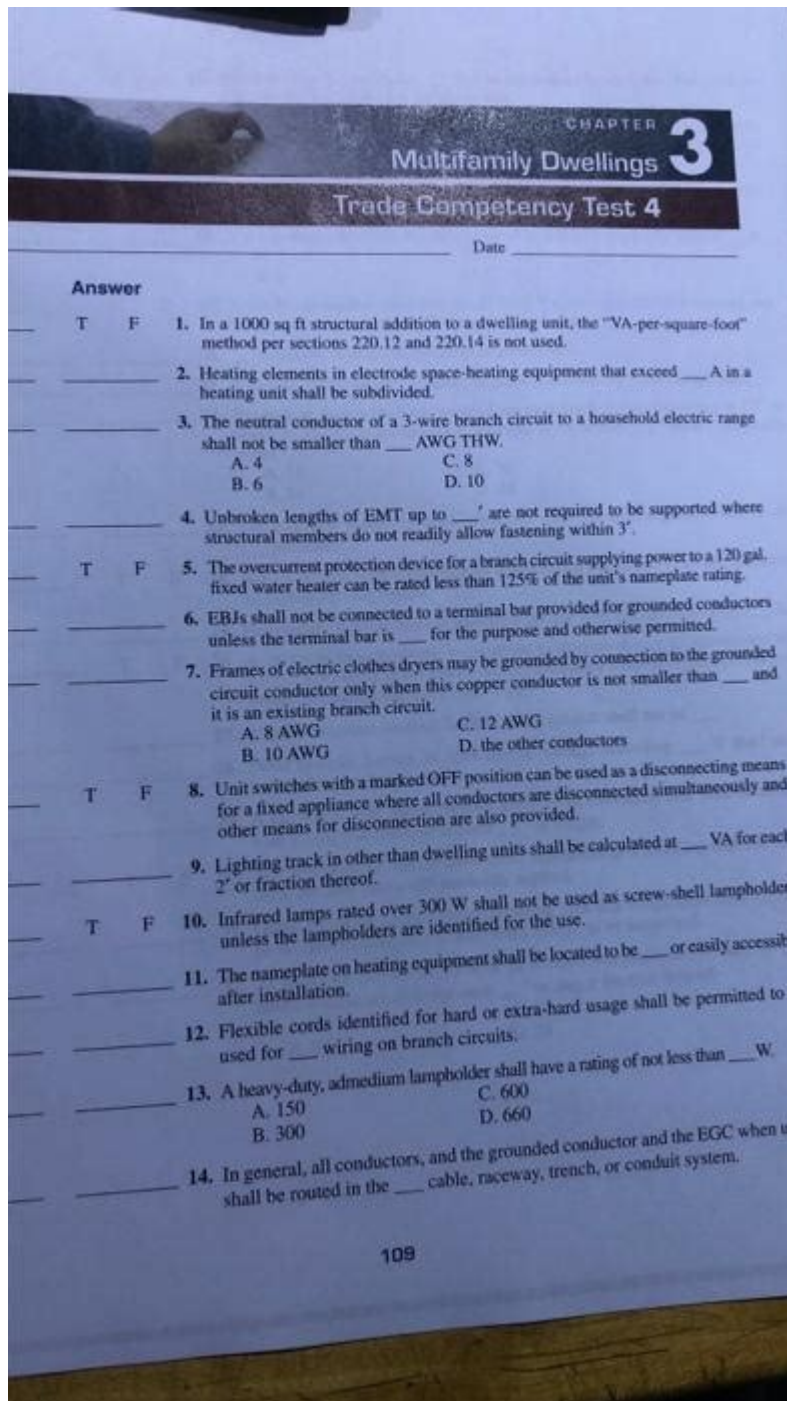 CHAPTER 3
Multifamily Dwellings
Trade Competency Test 4
Date
Answer
T F 1. In a 1000 sq ft structural addition to a dwelling unit, the "VA-per-square-foot"
method per sections 220.12 and 220.14 is not used.
2. Heating elements in electrode space-heating equipment that exceed ___ A in a
heating unit shall be subdivided.
3. The neutral conductor of a 3-wire branch circuit to a household electric range
shall not be smaller than ___ AWG THW.
A. 4 C. 8
B. 6 D. 10
4. Unbroken lengths of EMT up to ___' are not required to be supported where
structural members do not readily allow fastening within 3'.
T F 5. The overcurrent protection device for a branch circuit supplying power to a 120 gal.
fixed water heater can be rated less than 125% of the unit's nameplate rating.
6. EBJs shall not be connected to a terminal bar provided for grounded conductors
unless the terminal bar is ___ for the purpose and otherwise permitted.
7. Frames of electric clothes dryers may be grounded by connection to the grounded
circuit conductor only when this copper conductor is not smaller than ___ and
it is an existing branch circuit.
A. 8 AWG C. 12 AWG
B. 10 AWG D. the other conductors
T F 8. Unit switches with a marked OFF position can be used as a disconnecting means
for a fixed appliance where all conductors are disconnected simultaneously and
other means for disconnection are also provided.
9. Lighting track in other than dwelling units shall be calculated at ___ VA for eac
2' or fraction thereof.
T F 10. Infrared lamps rated over 300 W shall not be used as screw-shell lampholde
unless the lampholders are identified for the use.
11. The nameplate on heating equipment shall be located to be ___ or easily accessib
after installation.
12. Flexible cords identified for hard or extra-hard usage shall be permitted to
used for ___ wiring on branch circuits.
13. A heavy-duty, admedium lampholder shall have a rating of not less than ___ W.
A. 150 C. 600
B. 300 D. 660
14. In general, all conductors, and the grounded conductor and the EGC when u
shall be routed in the ___ cable, raceway, trench, or conduit system.
109